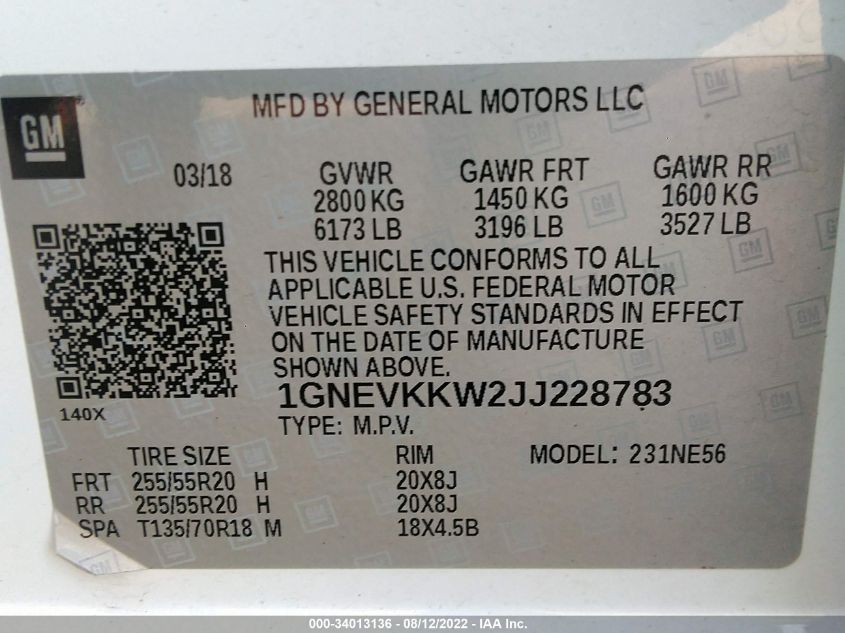 GM
MFD BY GENERAL MOTORS LLC
03/18 GVWR GAWR FRT GAWR RR
2800 KG 1450 KG 1600 KG
6173 LB 3196 LB 3527 LB
THIS VEHICLE CONFORMS TO ALL
APPLICABLE U.S. FEDERAL MOTOR
VEHICLE SAFETY STANDARDS IN EFFECT
ON THE DATE OF MANUFACTURE
SHOWN ABOVE.
1GNEVKKW2JJ228783
140X
TYPE: M.P.V.
TIRE SIZE RIM MODEL: 231NE56
FRT 255/55R20 H 20X8J
RR 255/55R20 H 20X8J
SPA T135/70R18 M 18X4.5B
000-34013136 - 08/12/2022 - IAA Inc.